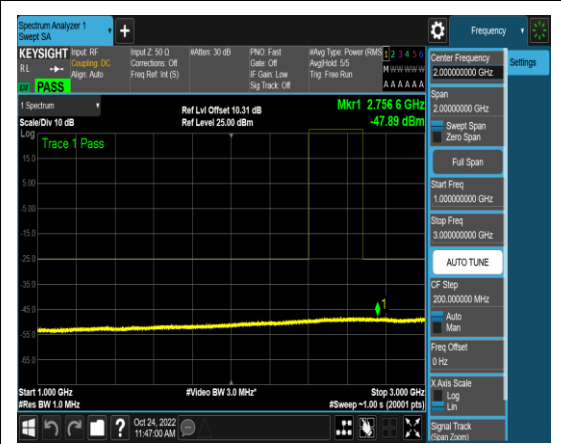 Spectrum Analyzer 1
Swept SA
+
Frequency
KEYSIGHT
Input: RF
Input Z: 50 Ω
#Atten: 30 dB
PNO: Fast
#Avg Type: Power (RMS
1 2 3 4 5 6
RL
Coupling: DC
Corrections: Off
Gate: Off
Avg|Hold: 5/5
M W W W W W
Align: Auto
Freq Ref: Int (S)
IF Gain: Low
Trig: Free Run
PASS
Sig Track: Off
A A A A A A
1 Spectrum
Ref Lvl Offset 10.31 dB
Mkr1 2.756 6 GHz
Scale/Div 10 dB
Ref Level 25.00 dBm
-47.89 dBm
Log
Trace 1 Pass
15.0
5.00
-5.00
-15.0
-25.0
-35.0
-45.0
-55.0
-65.0
1
Start 1.000 GHz
#Video BW 3.0 MHz*
Stop 3.000 GHz
#Res BW 1.0 MHz
#Sweep ~1.00 s (20001 pts)
Center Frequency
2.000000000 GHz
Settings
Span
2.00000000 GHz
Swept Span
Zero Span
Full Span
Start Freq
1.000000000 GHz
Stop Freq
3.000000000 GHz
AUTO TUNE
CF Step
200.000000 MHz
Auto
Man
Freq Offset
0 Hz
X Axis Scale
Log
Lin
Signal Track
(Span Zoom)
?
Oct 24, 2022
11:47:00 AM